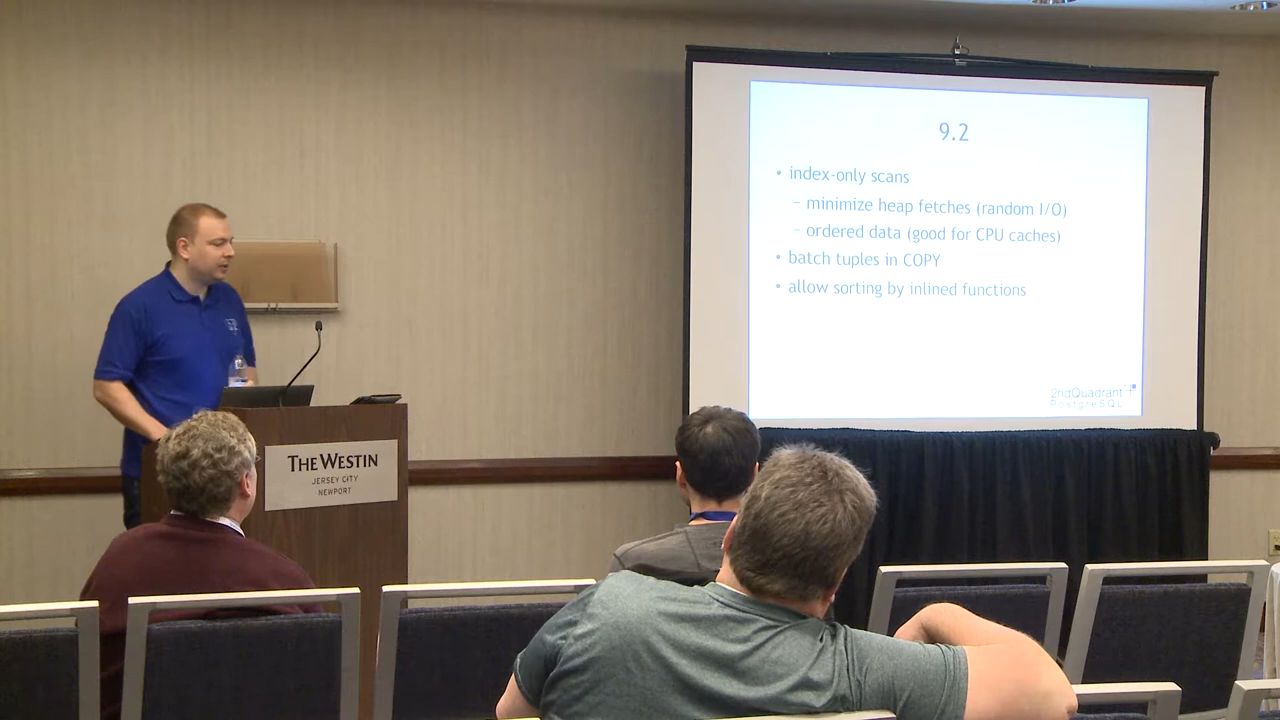 9.2
• index-only scans
– minimize heap fetches (random I/O)
– ordered data (good for CPU caches)
• batch tuples in COPY
• allow sorting by inlined functions
2ndQuadrant
PostgreSQL
THE WESTIN
JERSEY CITY
NEWPORT